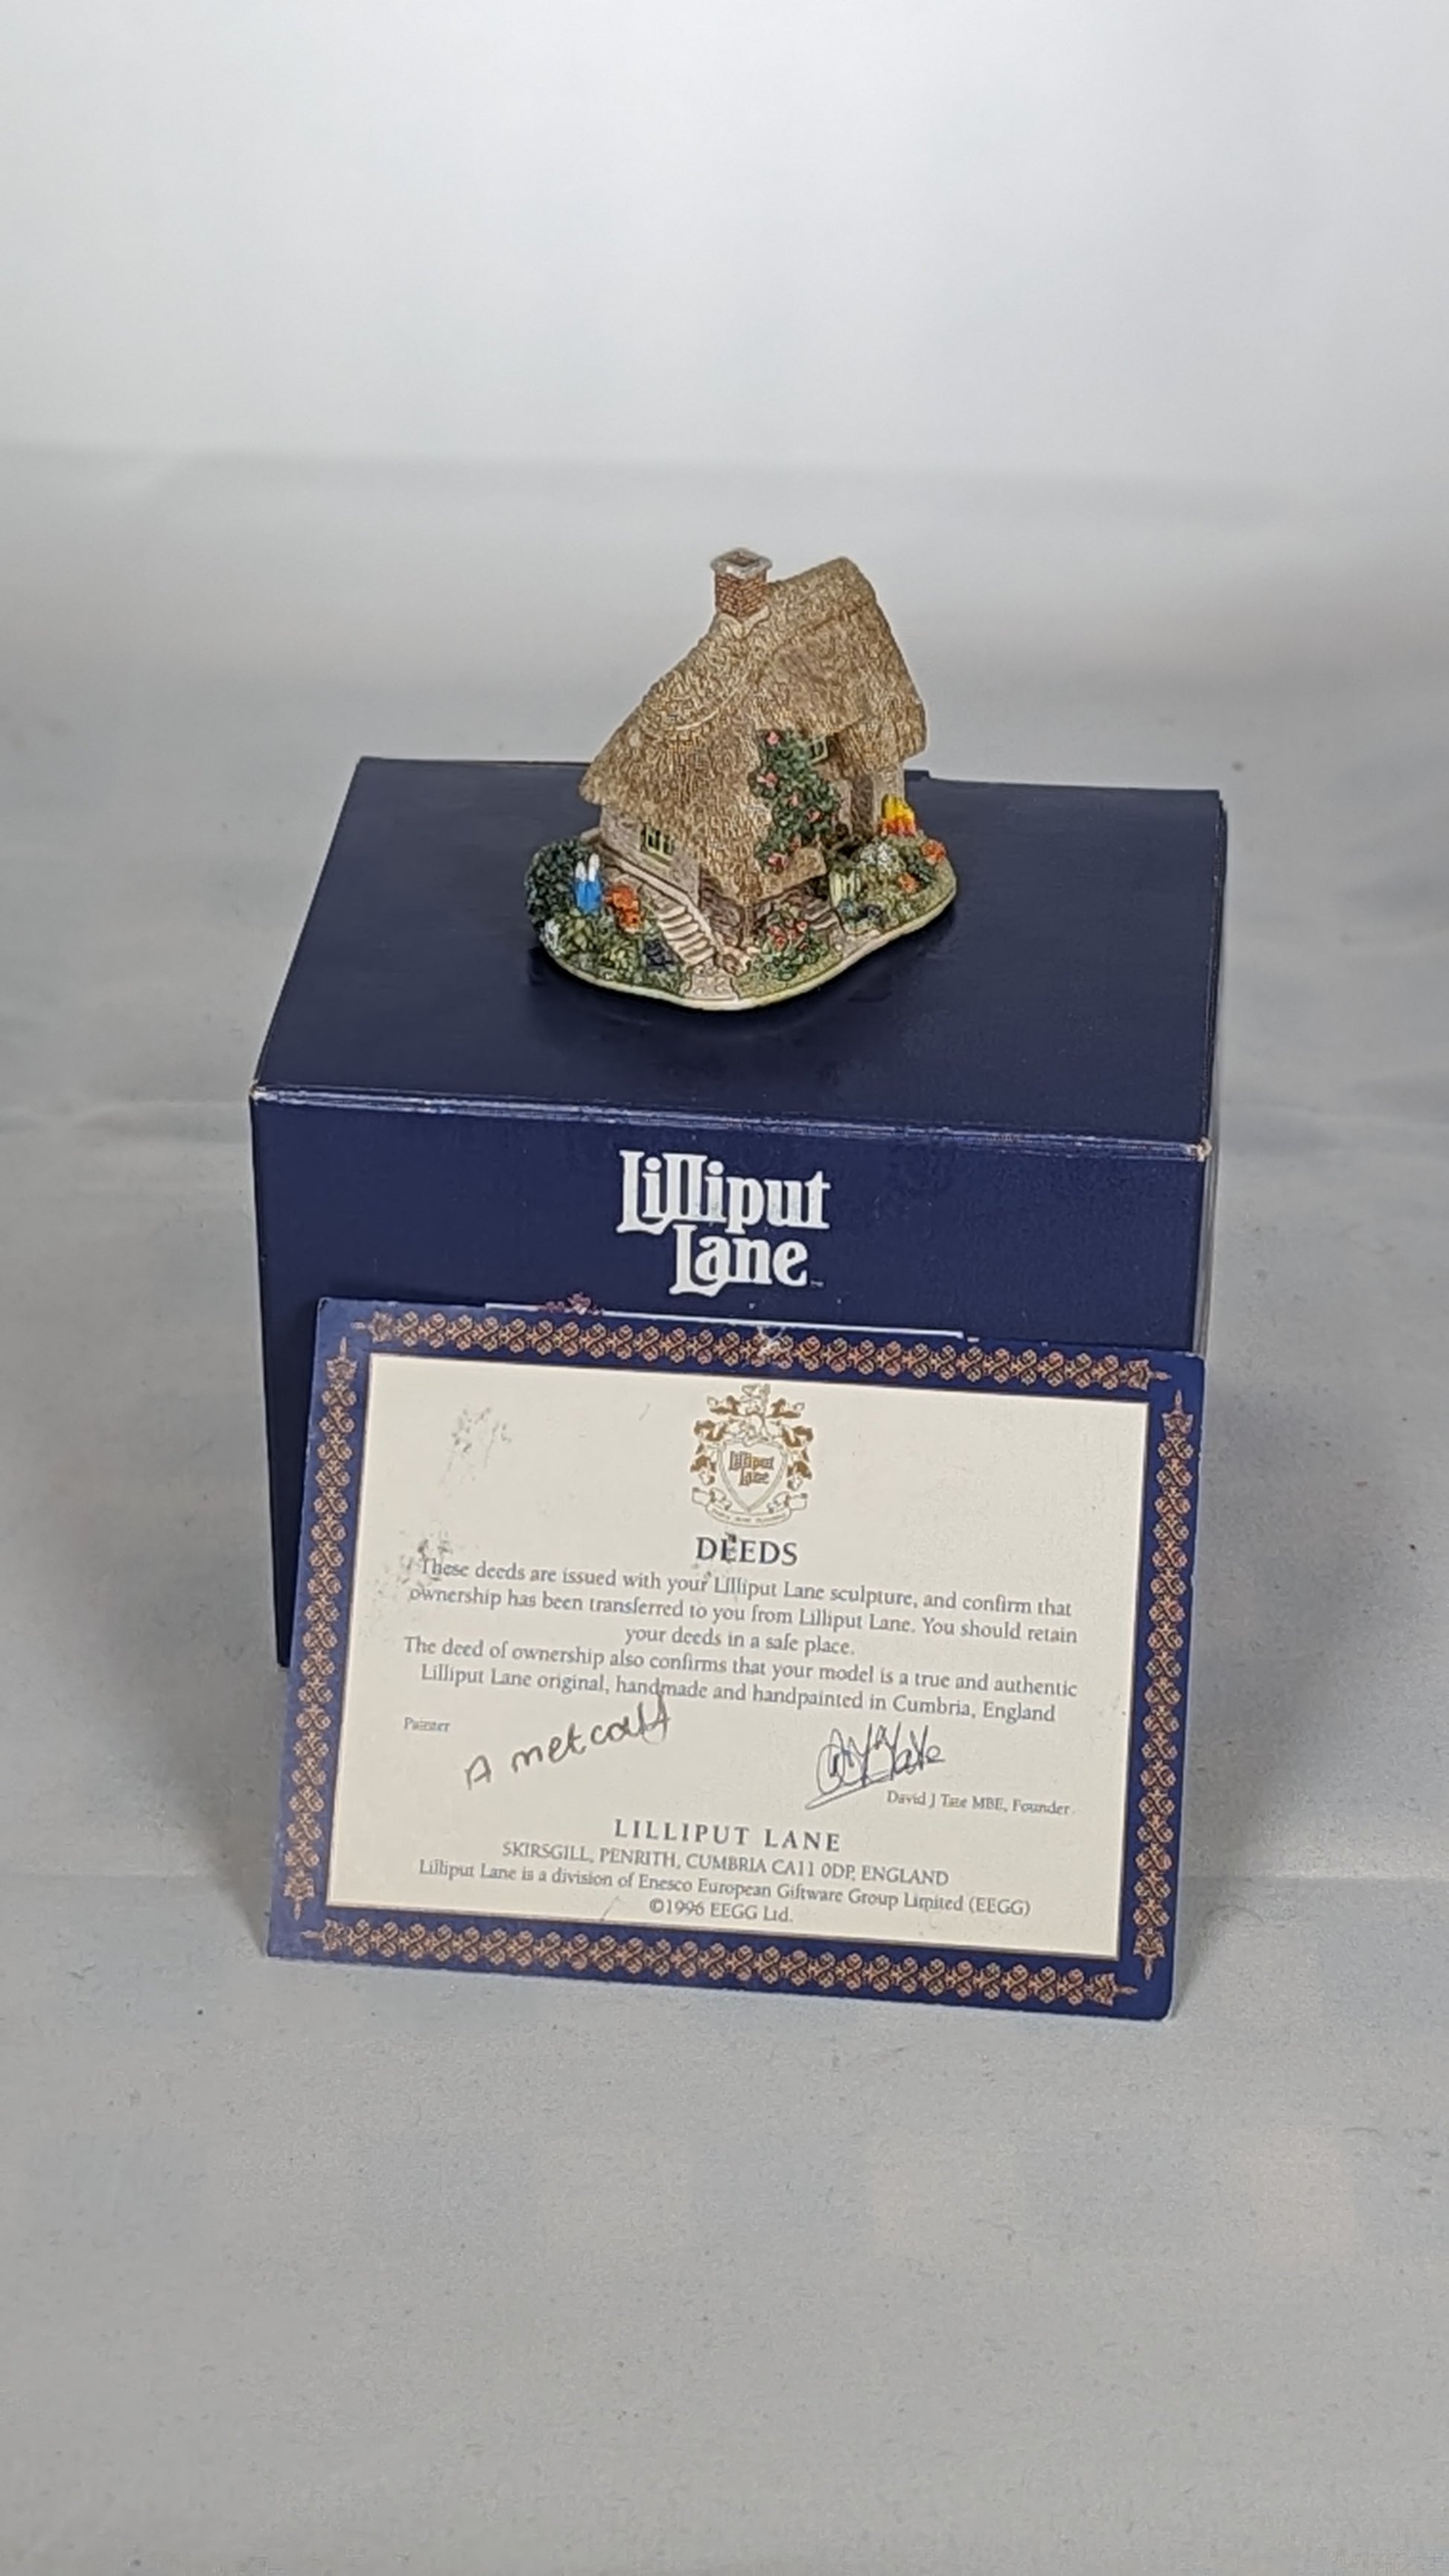 Lilliput
Lane
Lilliput
Lane
DEEDS
These deeds are issued with your Lilliput Lane sculpture, and confirm that
ownership has been transferred to you from Lilliput Lane. You should retain
your deeds in a safe place.
The deed of ownership also confirms that your model is a true and authentic
Lilliput Lane original, handmade and handpainted in Cumbria, England
Painter
A metcalf
David J Tate MBE, Founder
LILLIPUT LANE
SKIRSGILL, PENRITH, CUMBRIA CA11 0DP, ENGLAND
Lilliput Lane is a division of Enesco European Giftware Group Limited (EEGG)
©1996 EEGG Ltd.